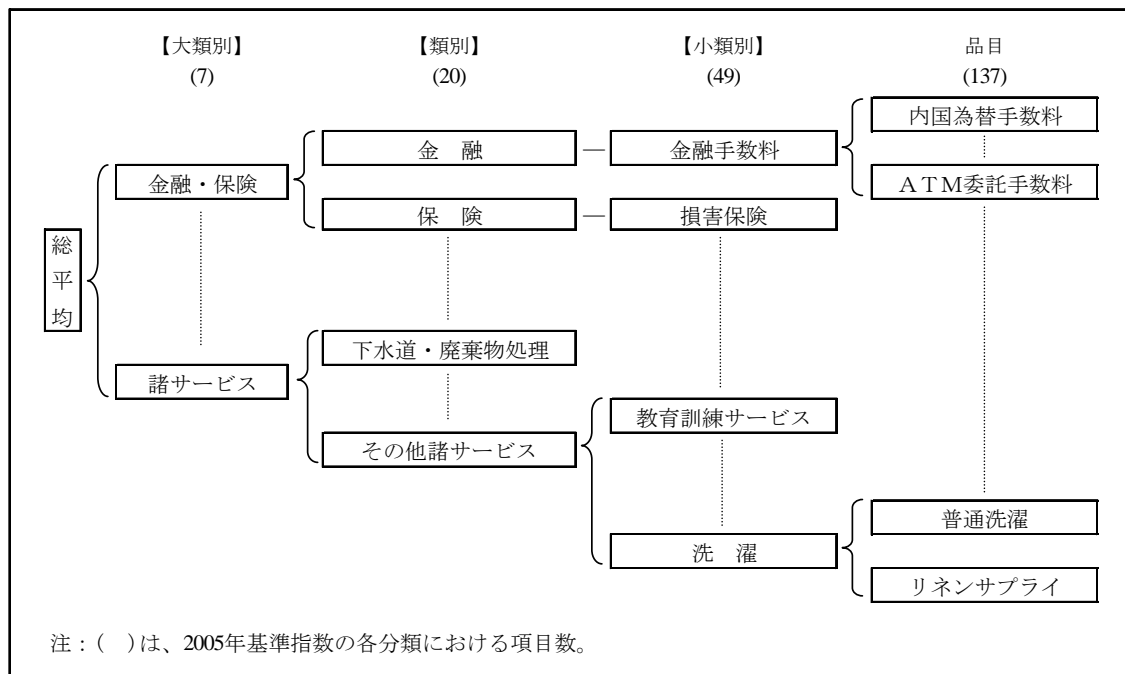 【大類別】 【類別】 【小類別】 品目
(7) (20) (49) (137)
内国為替手数料
金 融 ― 金融手数料
金融・保険 ATM委託手数料
保 険 ― 損害保険
総平均
下水道・廃棄物処理
諸サービス
教育訓練サービス
その他諸サービス
普通洗濯
洗 濯
リネンサプライ
注：( )は、2005年基準指数の各分類における項目数。